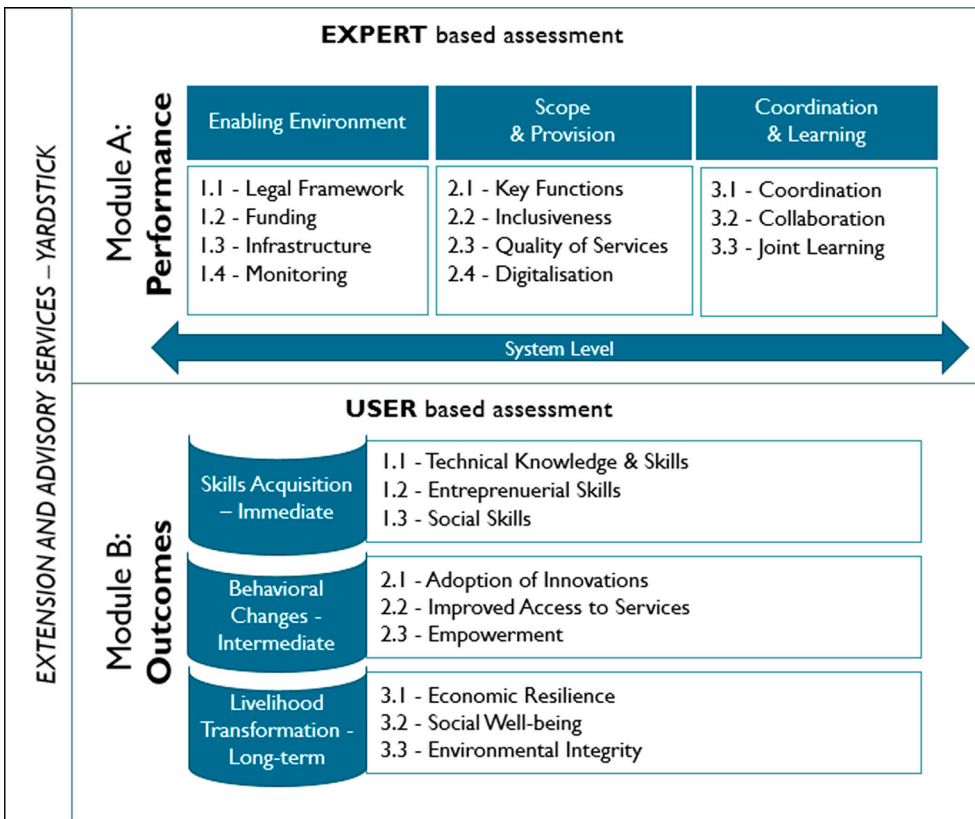 EXTENSION AND ADVISORY SERVICES – YARDSTICK
Module A:
Performance
EXPERT based assessment
Enabling Environment
1.1 - Legal Framework
1.2 - Funding
1.3 - Infrastructure
1.4 - Monitoring
Scope
& Provision
2.1 - Key Functions
2.2 - Inclusiveness
2.3 - Quality of Services
2.4 - Digitalisation
Coordination
& Learning
3.1 - Coordination
3.2 - Collaboration
3.3 - Joint Learning
System Level
Module B:
Outcomes
USER based assessment
Skills Acquisition
– Immediate
1.1 - Technical Knowledge & Skills
1.2 - Entreprenuerial Skills
1.3 - Social Skills
Behavioral
Changes -
Intermediate
2.1 - Adoption of Innovations
2.2 - Improved Access to Services
2.3 - Empowerment
Livelihood
Transformation -
Long-term
3.1 - Economic Resilience
3.2 - Social Well-being
3.3 - Environmental Integrity